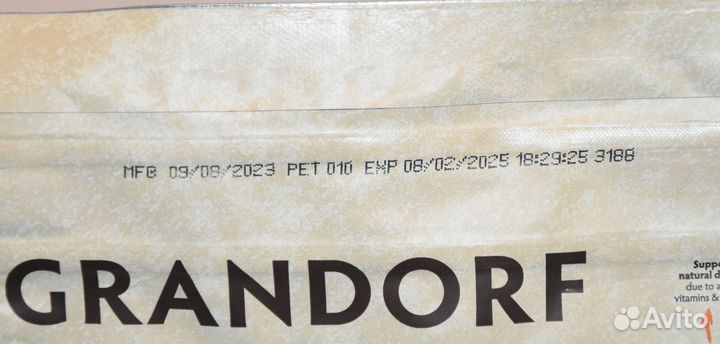 MFG 09/08/2023 PET 010 EXP 08/02/2025 18:29:25 3188
GRANDORF
Suppo
natural d
due to a
vitamins &
Avito